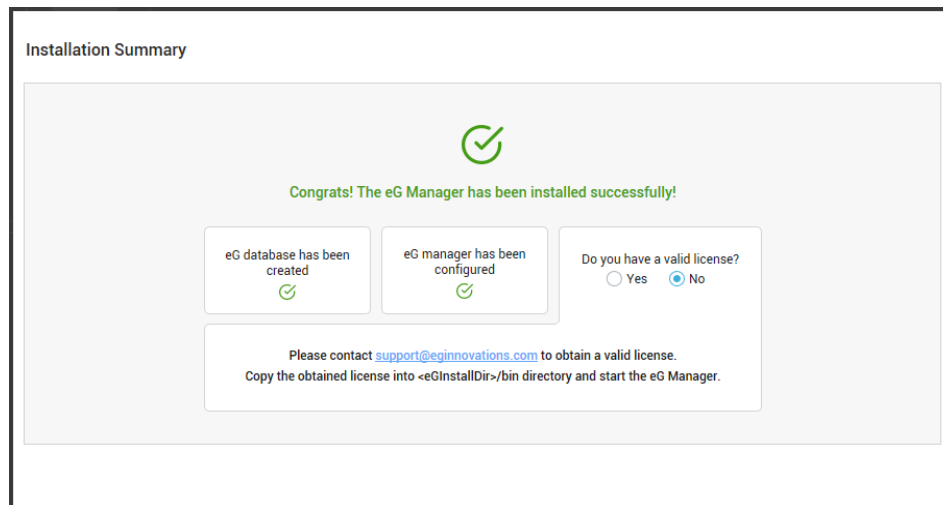 Installation Summary
Congrats! The eG Manager has been installed successfully!
eG database has been
created
eG manager has been
configured
Do you have a valid license?
Yes No
Please contact support@eginnovations.com to obtain a valid license.
Copy the obtained license into <eGInstallDir>/bin directory and start the eG Manager.